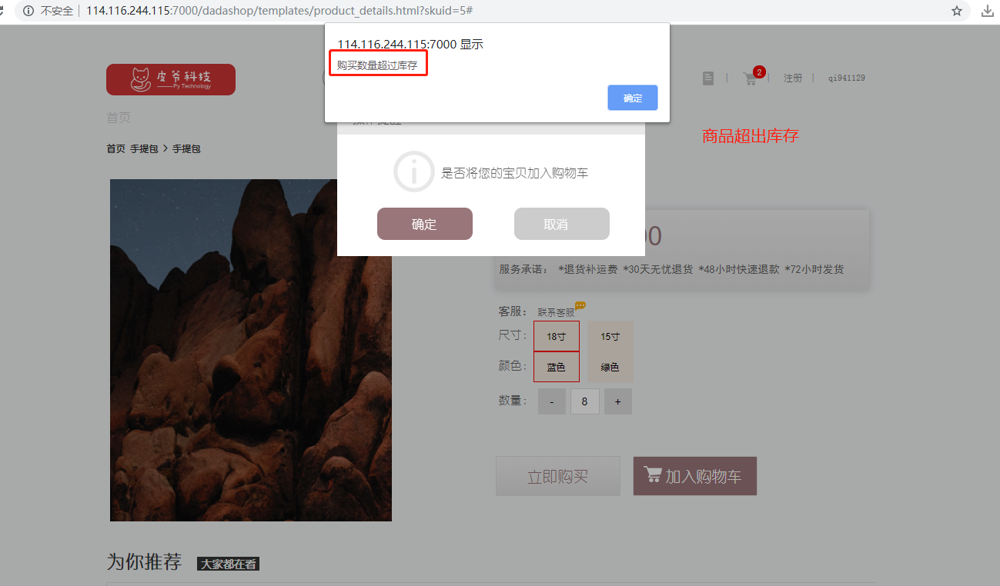 不安全 114.116.244.115:7000/dadashop/templates/product_details.html?skuid=5#
114.116.244.115:7000 显示
购买数量超过库存
确定
皮爷科技
Py Technology
2
注册
qi941129
首页
商品超出库存
首页 手提包 > 手提包
是否将您的宝贝加入购物车
确定
取消
00
服务承诺: *退货补运费 *30天无忧退货 *48小时快速退款 *72小时发货
客服: 联系客服
尺寸: 18寸 15寸
颜色: 蓝色 绿色
数量: - 8 +
立即购买
加入购物车
为你推荐 大家都在看